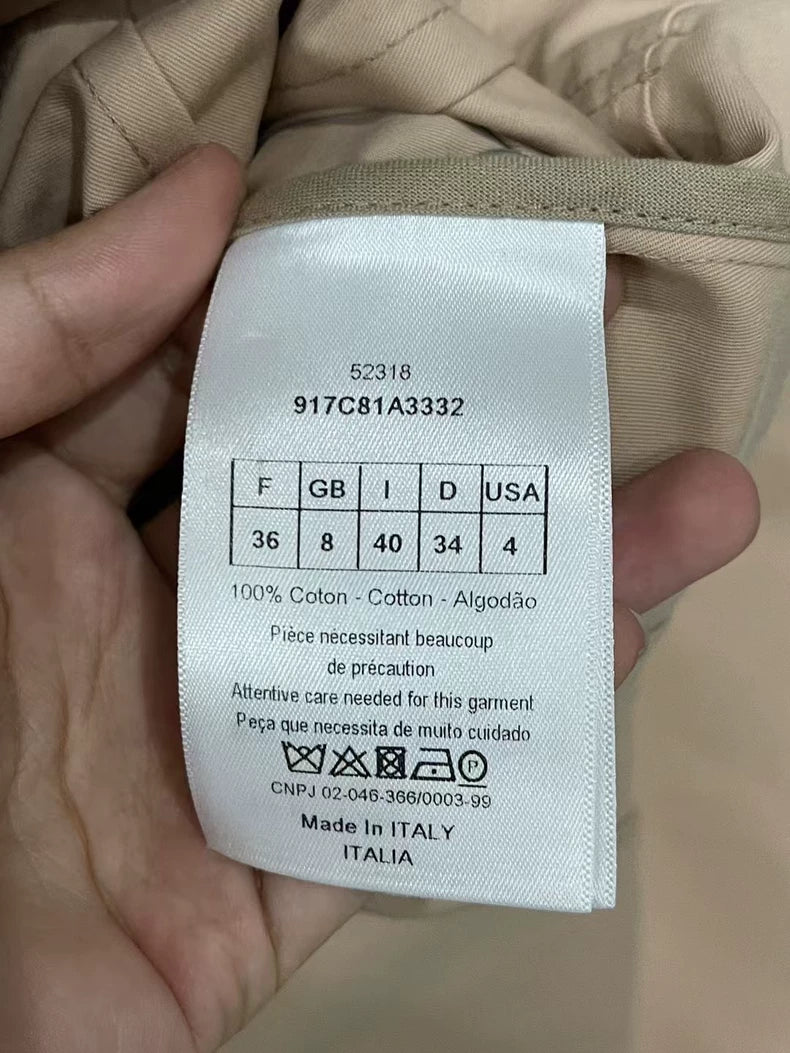 52318
917C81A3332
F GB I D USA
36 8 40 34 4
100% Coton - Cotton - Algodão
Pièce nécessitant beaucoup
de précaution
Attentive care needed for this garment
Peça que necessita de muito cuidado
P
CNPJ 02-046-366/0003-99
Made In ITALY
ITALIA